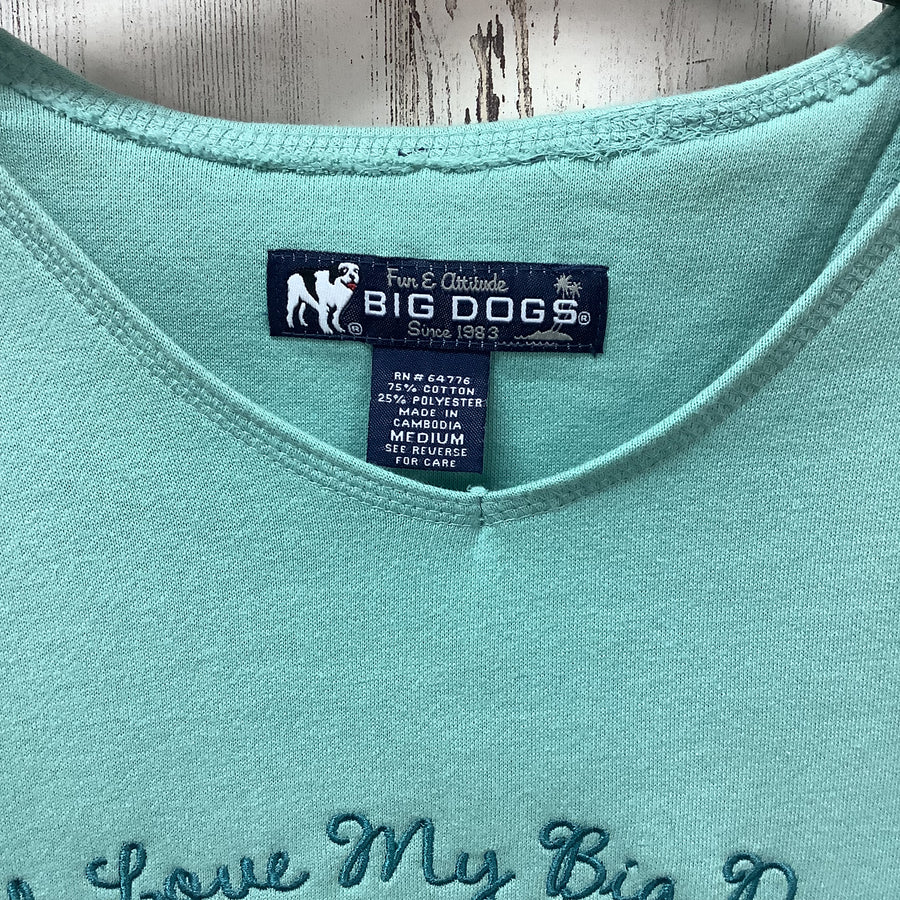 Fun & Attitude
BIG DOGS®
Since 1983
®
RN# 64776
75% COTTON
25% POLYESTER
MADE IN
CAMBODIA
MEDIUM
SEE REVERSE
FOR CARE
I Love My Big